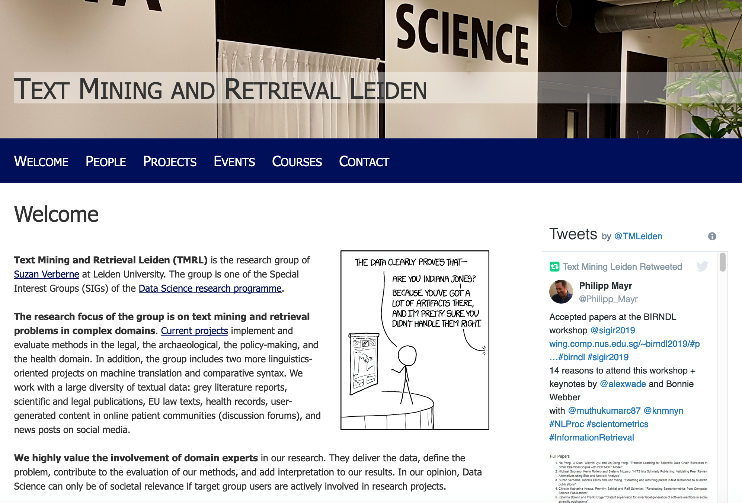 SCIENCE
TEXT MINING AND RETRIEVAL LEIDEN
WELCOME PEOPLE PROJECTS EVENTS COURSES CONTACT
Welcome
Text Mining and Retrieval Leiden (TMRL) is the research group of
Suzan Verberne at Leiden University. The group is one of the Special
Interest Groups (SIGs) of the Data Science research programme.
The research focus of the group is on text mining and retrieval
problems in complex domains. Current projects implement and
evaluate methods in the legal, the archaeological, the policy-making, and
the health domain. In addition, the group includes two more linguistics-
oriented projects on machine translation and comparative syntax. We
work with a large diversity of textual data: grey literature reports,
scientific and legal publications, EU law texts, health records, user-
generated content in online patient communities (discussion forums), and
news posts on social media.
THE DATA CLEARLY PROVES THAT—
ARE YOU INDIANA JONES?
BECAUSE YOU'VE GOT A
LOT OF ARTIFACTS THERE,
AND I'M PRETTY SURE YOU
DIDN'T HANDLE THEM RIGHT.
We highly value the involvement of domain experts in our research. They deliver the data, define the
problem, contribute to the evaluation of our methods, and add interpretation to our results. In our opinion, Data
Science can only be of societal relevance if target group users are actively involved in research projects.
Tweets by @TMLeiden
Text Mining Leiden Retweeted
Philipp Mayr
@Philipp_Mayr
Accepted papers at the BIRNDL
workshop @sigir2019
wing.comp.nus.edu.sg/~birndl2019/#p
…#birndl #sigir2019
14 reasons to attend this workshop +
keynotes by @alexwade and Bonnie
Webber
with @muthukumarc87 @knmnyn
#NLProc #scientometrics
#InformationRetrieval
Full Papers